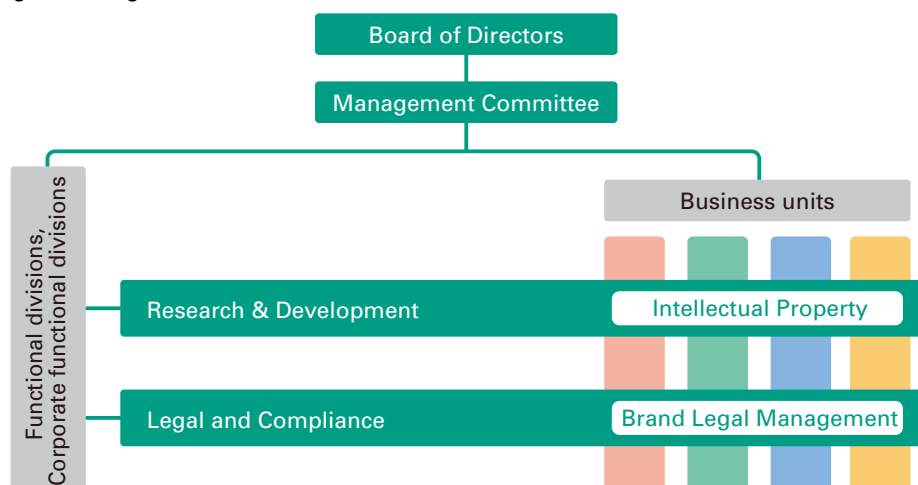 Board of Directors
Management Committee
Functional divisions,
Corporate functional divisions
Business units
Research & Development
Intellectual Property
Legal and Compliance
Brand Legal Management